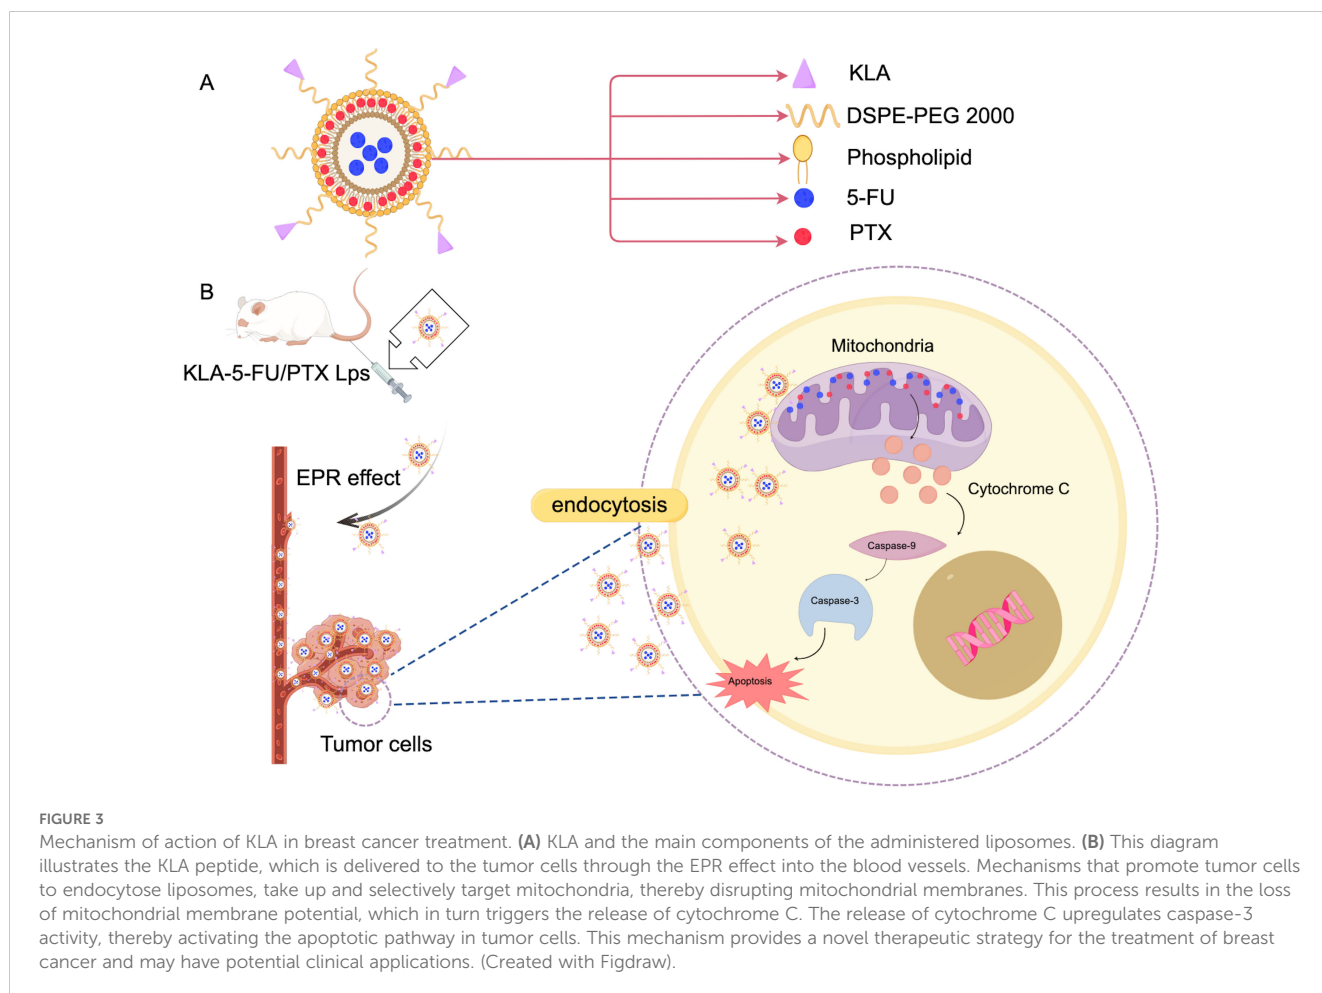 A
KLA
DSPE-PEG 2000
Phospholipid
5-FU
PTX
B
KLA-5-FU/PTX Lps
EPR effect
Tumor cells
endocytosis
Mitochondria
Cytochrome C
Caspase-9
Caspase-3
Apoptosis
FIGURE 3
Mechanism of action of KLA in breast cancer treatment. (A) KLA and the main components of the administered liposomes. (B) This diagram
illustrates the KLA peptide, which is delivered to the tumor cells through the EPR effect into the blood vessels. Mechanisms that promote tumor cells
to endocytose liposomes, take up and selectively target mitochondria, thereby disrupting mitochondrial membranes. This process results in the loss
of mitochondrial membrane potential, which in turn triggers the release of cytochrome C. The release of cytochrome C upregulates caspase-3
activity, thereby activating the apoptotic pathway in tumor cells. This mechanism provides a novel therapeutic strategy for the treatment of breast
cancer and may have potential clinical applications. (Created with Figdraw).